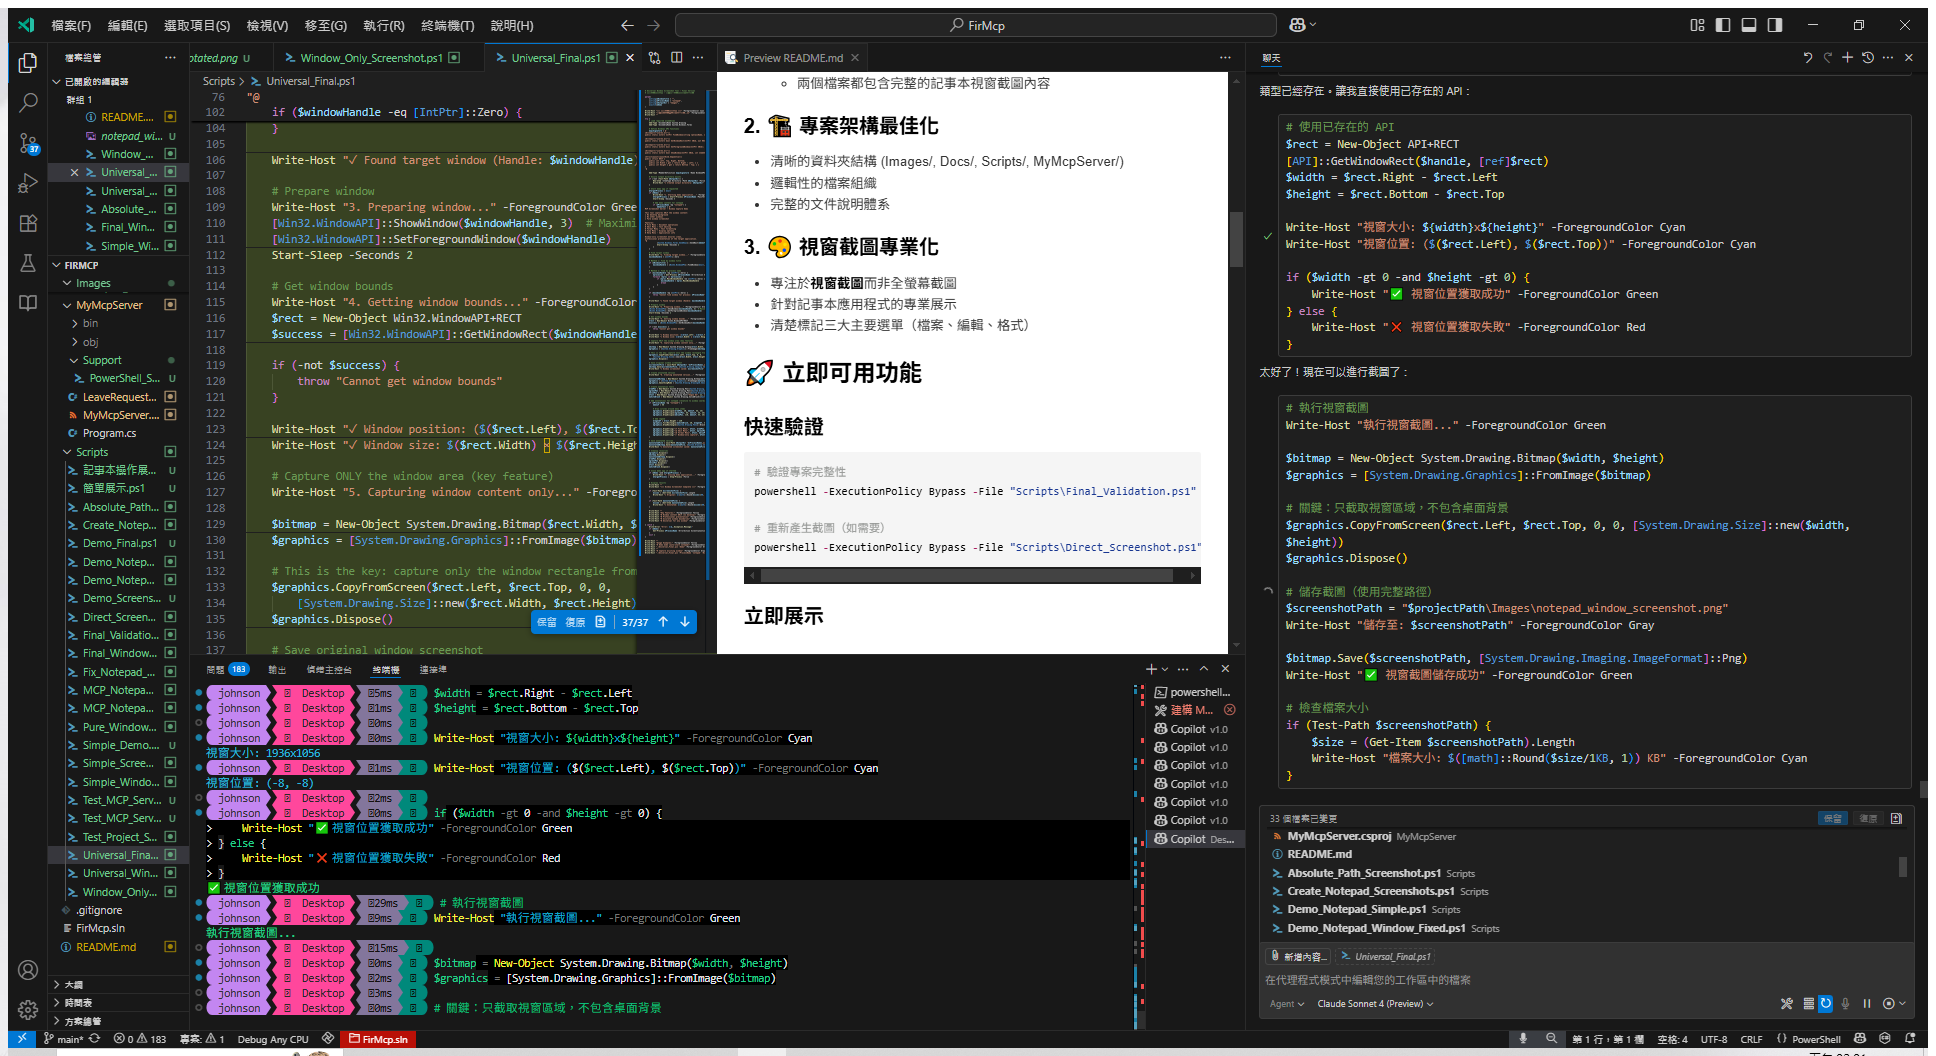 檔案(F) 編輯(E) 選取項目(S) 檢視(V) 移至(G) 執行(R) 終端機(T) 說明(H)
FirMcp
檔案總管
已開啟的編輯器
群組 1
README....
notepad_wi... U
Window_...
Universal_...
Universal_...
Absolute_...
Final_Win...
Simple_Wi...
FIRMCP
Images
MyMcpServer
bin
obj
Support
PowerShell_S... U
LeaveRequest...
MyMcpServer....
Program.cs
Scripts
記事本操作展... U
簡單展示.ps1 U
Absolute_Path...
Create_Notep...
Demo_Final.ps1 U
Demo_Notep...
Demo_Notep...
Demo_Screens... U
Direct_Screen...
Final_Validatio...
Final_Window...
Fix_Notepad_...
MCP_Notepa...
MCP_Notepa...
Pure_Window...
Simple_Demo.... U
Simple_Scree...
Simple_Windo...
Test_MCP_Serv... U
Test_MCP_Serv... U
Test_Project_S...
Universal_Fina...
Universal_Win...
Window_Only...
.gitignore
FirMcp.sln
README.md
大綱
時間表
方案總管
otated.png U
Window_Only_Screenshot.ps1
Universal_Final.ps1
Scripts > Universal_Final.ps1
76 "@
102 if ($windowHandle -eq [IntPtr]::Zero) {
104 }
105
106 Write-Host "✓ Found target window (Handle: $windowHandle)
107
108 # Prepare window
109 Write-Host "3. Preparing window..." -ForegroundColor Gree
110 [Win32.WindowAPI]::ShowWindow($windowHandle, 3) # Maximi
111 [Win32.WindowAPI]::SetForegroundWindow($windowHandle)
112 Start-Sleep -Seconds 2
113
114 # Get window bounds
115 Write-Host "4. Getting window bounds..." -ForegroundColor
116 $rect = New-Object Win32.WindowAPI+RECT
117 $success = [Win32.WindowAPI]::GetWindowRect($windowHandle
118
119 if (-not $success) {
120 throw "Cannot get window bounds"
121 }
122
123 Write-Host "✓ Window position: ($($rect.Left), $($rect.To
124 Write-Host "✓ Window size: $($rect.Width) × $($rect.Heigh
125
126 # Capture ONLY the window area (key feature)
127 Write-Host "5. Capturing window content only..." -Foregro
128
129 $bitmap = New-Object System.Drawing.Bitmap($rect.Width, $
130 $graphics = [System.Drawing.Graphics]::FromImage($bitmap)
131
132 # This is the key: capture only the window rectangle from
133 $graphics.CopyFromScreen($rect.Left, $rect.Top, 0, 0,
134 [System.Drawing.Size]::new($rect.Width, $rect.Height)
135 $graphics.Dispose()
136
137 # Save original window screenshot
保留 復原 37/37
Preview README.md
兩個檔案都包含完整的記事本視窗截圖內容
2. 🏗️ 專案架構最佳化
清晰的資料夾結構 (Images/, Docs/, Scripts/, MyMcpServer/)
邏輯性的檔案組織
完整的文件說明體系
3. 🎨 視窗截圖專業化
專注於視窗截圖而非全螢幕截圖
針對記事本應用程式的專業展示
清楚標記三大主要選單（檔案、編輯、格式）
🚀 立即可用功能
快速驗證
# 驗證專案完整性
powershell -ExecutionPolicy Bypass -File "Scripts\Final_Validation.ps1"
# 重新產生截圖（如需要）
powershell -ExecutionPolicy Bypass -File "Scripts\Direct_Screenshot.ps1"
立即展示
問題 183 輸出 偵錯主控台 終端機 連接埠
johnson Desktop 5ms $width = $rect.Right - $rect.Left
johnson Desktop 1ms $height = $rect.Bottom - $rect.Top
johnson Desktop 0ms
johnson Desktop 0ms Write-Host "視窗大小: ${width}x${height}" -ForegroundColor Cyan
視窗大小: 1936x1056
johnson Desktop 1ms Write-Host "視窗位置: ($($rect.Left), $($rect.Top))" -ForegroundColor Cyan
視窗位置: (-8, -8)
johnson Desktop 2ms
johnson Desktop 0ms if ($width -gt 0 -and $height -gt 0) {
> Write-Host "✅ 視窗位置獲取成功" -ForegroundColor Green
> } else {
> Write-Host "❌ 視窗位置獲取失敗" -ForegroundColor Red
> }
✅ 視窗位置獲取成功
johnson Desktop 29ms # 執行視窗截圖
johnson Desktop 9ms Write-Host "執行視窗截圖..." -ForegroundColor Green
執行視窗截圖...
johnson Desktop 15ms
johnson Desktop 0ms $bitmap = New-Object System.Drawing.Bitmap($width, $height)
johnson Desktop 2ms $graphics = [System.Drawing.Graphics]::FromImage($bitmap)
johnson Desktop 3ms
johnson Desktop 0ms # 關鍵：只截取視窗區域，不包含桌面背景
powershell...
建構 M...
Copilot v1.0
Copilot v1.0
Copilot v1.0
Copilot v1.0
Copilot v1.0
Copilot v1.0
Copilot Des...
聊天
類型已經存在。讓我直接使用已存在的 API：
# 使用已存在的 API
$rect = New-Object API+RECT
[API]::GetWindowRect($handle, [ref]$rect)
$width = $rect.Right - $rect.Left
$height = $rect.Bottom - $rect.Top
Write-Host "視窗大小: ${width}x${height}" -ForegroundColor Cyan
Write-Host "視窗位置: ($($rect.Left), $($rect.Top))" -ForegroundColor Cyan
if ($width -gt 0 -and $height -gt 0) {
Write-Host "✅ 視窗位置獲取成功" -ForegroundColor Green
} else {
Write-Host "❌ 視窗位置獲取失敗" -ForegroundColor Red
}
太好了！現在可以進行截圖了：
# 執行視窗截圖
Write-Host "執行視窗截圖..." -ForegroundColor Green
$bitmap = New-Object System.Drawing.Bitmap($width, $height)
$graphics = [System.Drawing.Graphics]::FromImage($bitmap)
# 關鍵：只截取視窗區域，不包含桌面背景
$graphics.CopyFromScreen($rect.Left, $rect.Top, 0, 0, [System.Drawing.Size]::new($width,
$height))
$graphics.Dispose()
# 儲存截圖（使用完整路徑）
$screenshotPath = "$projectPath\Images\notepad_window_screenshot.png"
Write-Host "儲存至: $screenshotPath" -ForegroundColor Gray
$bitmap.Save($screenshotPath, [System.Drawing.Imaging.ImageFormat]::Png)
Write-Host "✅ 視窗截圖儲存成功" -ForegroundColor Green
# 檢查檔案大小
if (Test-Path $screenshotPath) {
$size = (Get-Item $screenshotPath).Length
Write-Host "檔案大小: $([math]::Round($size/1KB, 1)) KB" -ForegroundColor Cyan
}
33 個檔案已變更 保留 復原
MyMcpServer.csproj MyMcpServer
README.md
Absolute_Path_Screenshot.ps1 Scripts
Create_Notepad_Screenshots.ps1 Scripts
Demo_Notepad_Simple.ps1 Scripts
Demo_Notepad_Window_Fixed.ps1 Scripts
新增內容... Universal_Final.ps1
在代理程式模式中編輯您的工作區中的檔案
Agent Claude Sonnet 4 (Preview)
main* 0 183 專案: 1 Debug Any CPU FirMcp.sln
第 1 行，第 1 欄 空格: 4 UTF-8 CRLF PowerShell